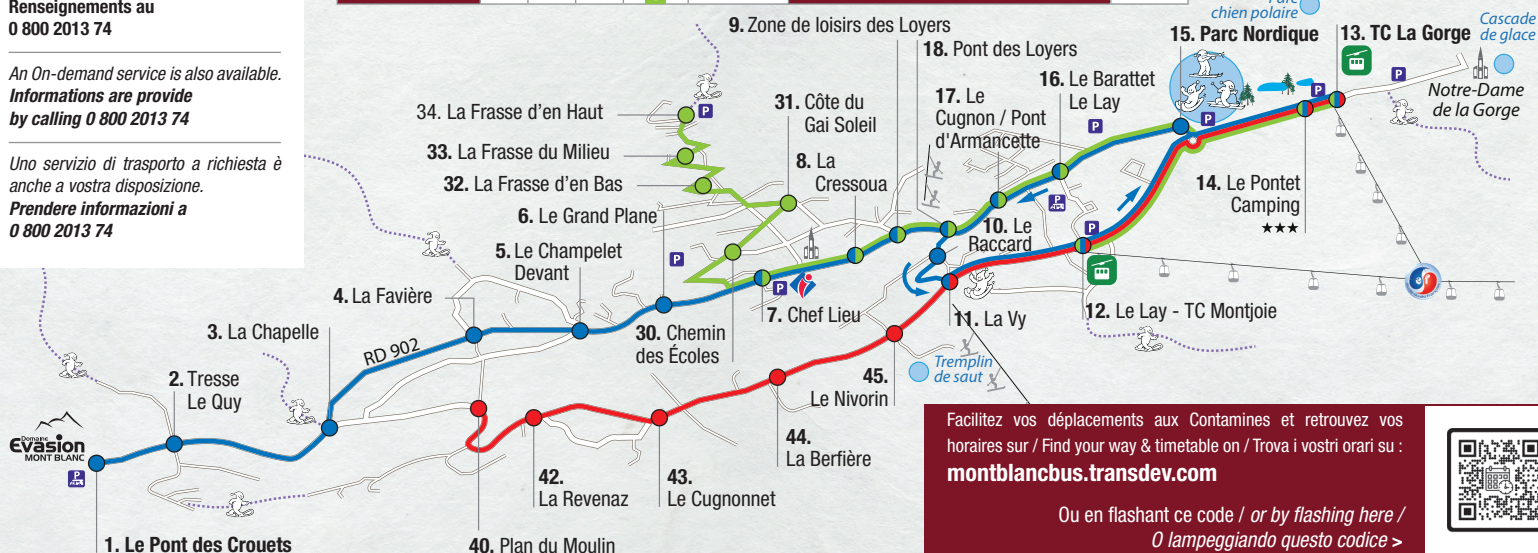 Renseignements au
0 800 2013 74
An On-demand service is also available.
Informations are provide
by calling 0 800 2013 74
Uno servizio di trasporto a richiesta è
anche a vostra disposizione.
Prendere informazioni a
0 800 2013 74
chien polaire
Cascade
de glace
9. Zone de loisirs des Loyers
15. Parc Nordique
13. TC La Gorge
18. Pont des Loyers
16. Le Barattet
Le Lay
Notre-Dame
de la Gorge
34. La Frasse d'en Haut
P
31. Côte du
Gai Soleil
17. Le
Cugnon / Pont
d'Armancette
P
P
P
P
33. La Frasse du Milieu
8. La
Cressoua
32. La Frasse d'en Bas
14. Le Pontet
Camping
★★★
6. Le Grand Plane
P
P
10. Le
Raccard
5. Le Champelet
Devant
P
4. La Favière
P
7. Chef Lieu
11. La Vy
12. Le Lay - TC Montjoie
3. La Chapelle
RD 902
30. Chemin
des Écoles
Tremplin
de saut
2. Tresse
Le Quy
45.
Le Nivorin
Domaine
Evasion
MONT BLANC
P
44.
La Berfière
42.
La Revenaz
43.
Le Cugnonnet
1. Le Pont des Crouets
40. Plan du Moulin
Facilitez vos déplacements aux Contamines et retrouvez vos
horaires sur / Find your way & timetable on / Trova i vostri orari su :
montblancbus.transdev.com
Ou en flashant ce code / or by flashing here /
O lampeggiando questo codice >